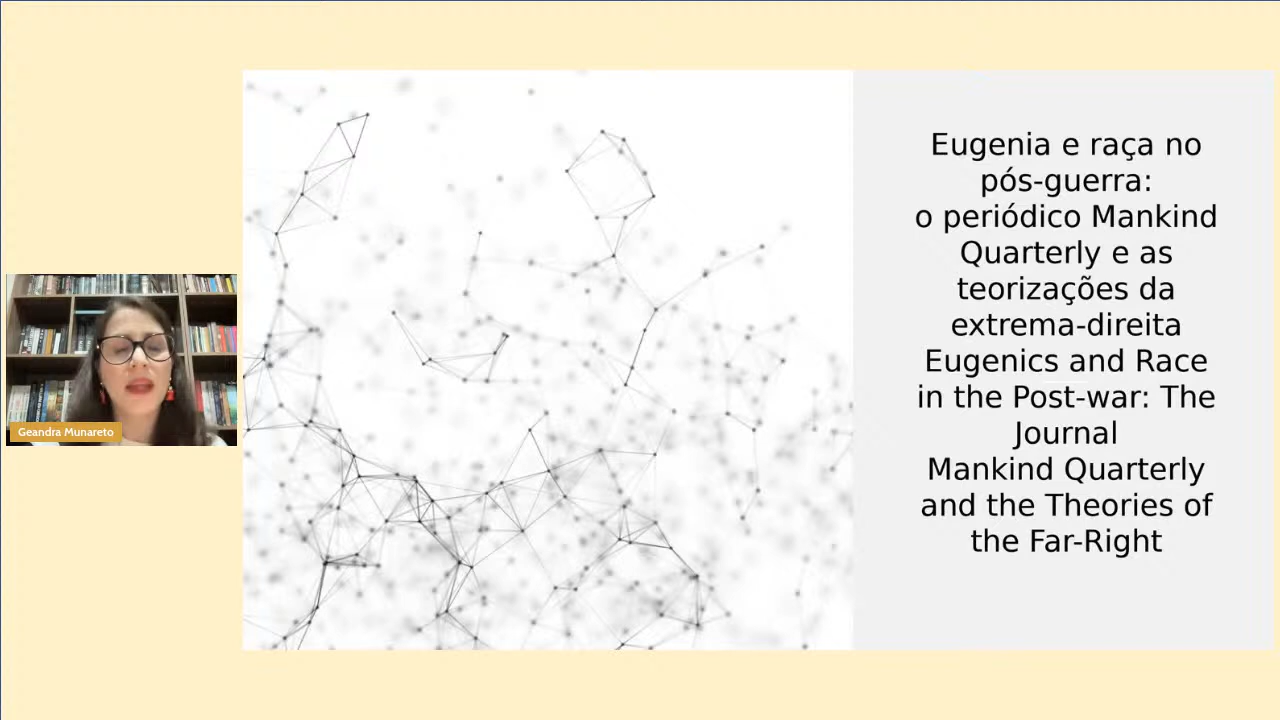 Geandra Munareto
Eugenia e raça no
pós-guerra:
o periódico Mankind
Quarterly e as
teorizações da
extrema-direita
Eugenics and Race
in the Post-war: The
Journal
Mankind Quarterly
and the Theories of
the Far-Right